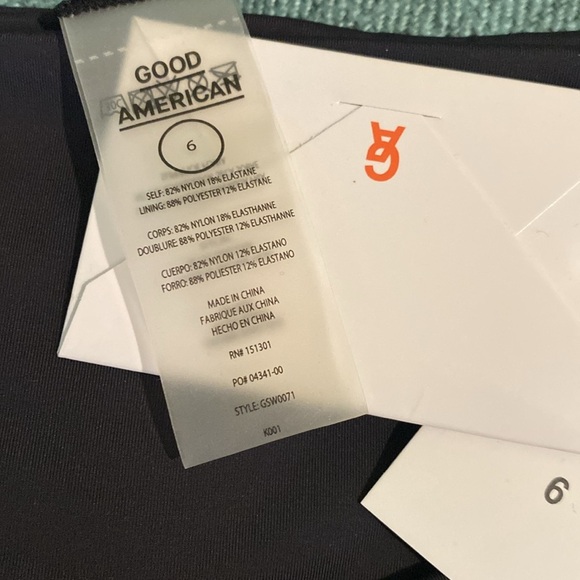 GOOD
AMERICAN
6
SELF: 82% NYLON 18% ELASTANE
LINING: 88% POLYESTER 12% ELASTANE
CORPS: 82% NYLON 18% ELASTHANNE
DOUBLURE: 88% POLYESTER 12% ELASTHANNE
CUERPO: 82% NYLON 12% ELASTANO
FORRO: 88% POLIESTER 12% ELASTANO
MADE IN CHINA
FABRIQUE AUX CHINA
HECHO EN CHINA
RN# 151301
PO# 04341-00
STYLE: GSW0071
K001
GA
6